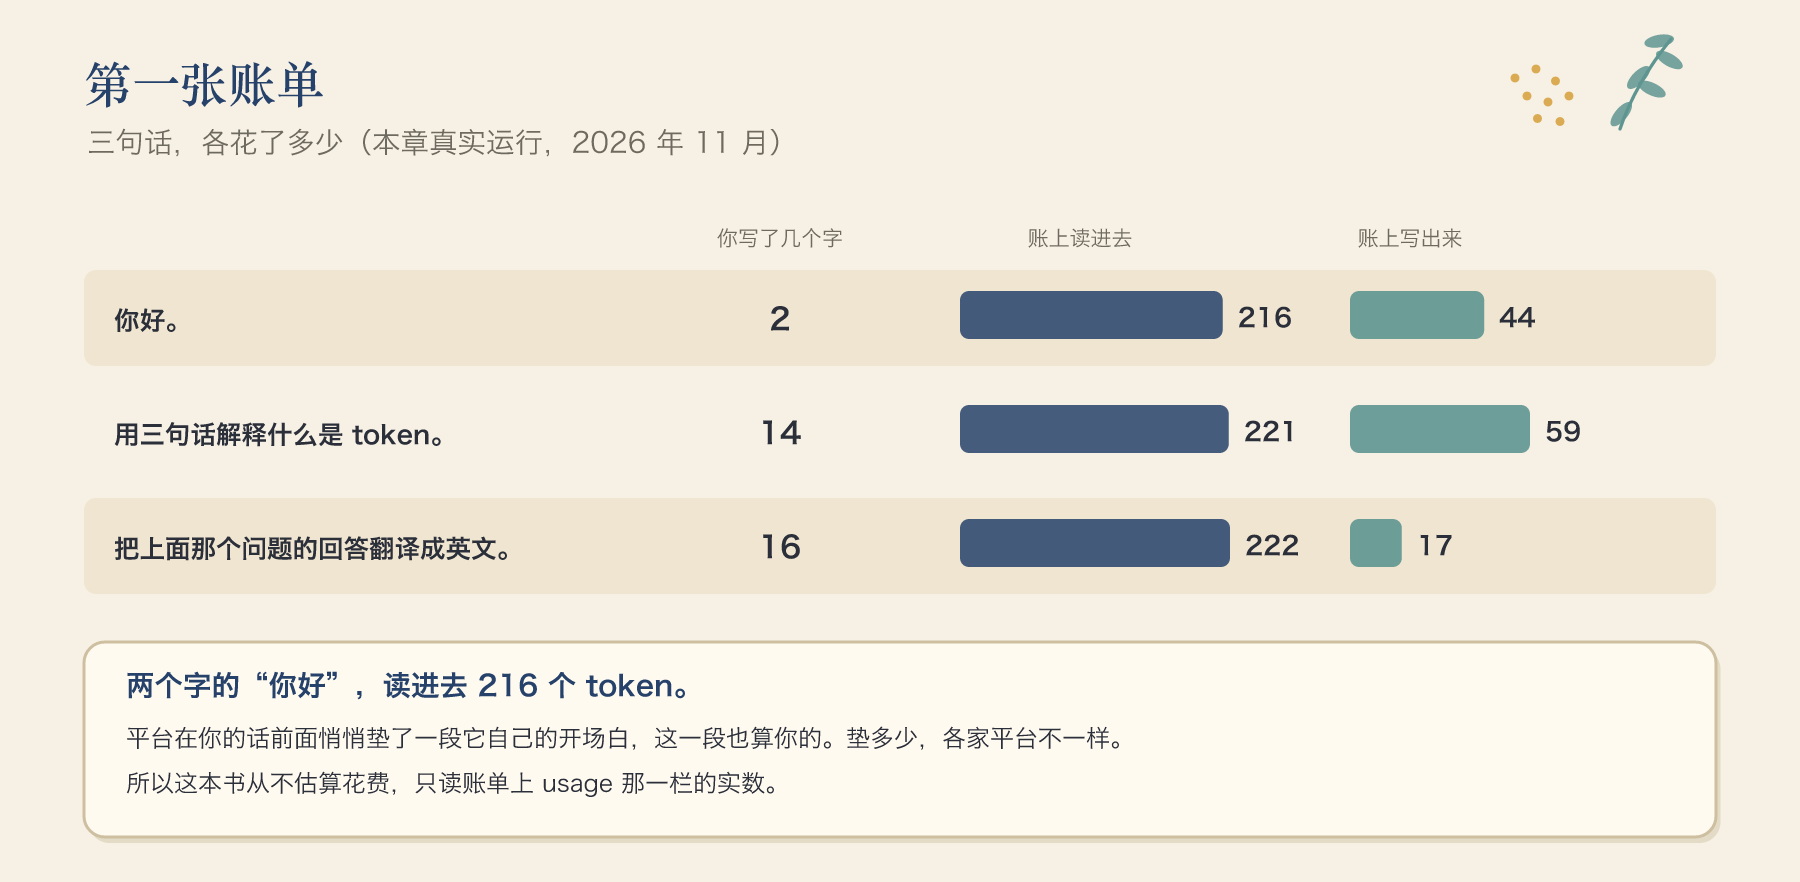 第一张账单
三句话，各花了多少（本章真实运行，2026 年 11 月）
你写了几个字 账上读进去 账上写出来
你好。 2 216 44
用三句话解释什么是 token。 14 221 59
把上面那个问题的回答翻译成英文。 16 222 17
两个字的“你好”，读进去 216 个 token。
平台在你的话前面悄悄垫了一段它自己的开场白，这一段也算你的。垫多少，各家平台不一样。
所以这本书从不估算花费，只读账单上 usage 那一栏的实数。